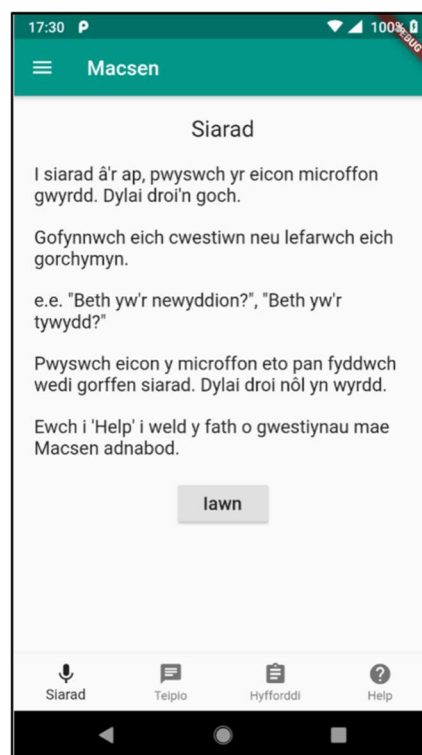 17:30 P 100%
DEBUG
Macsen
Siarad
I siarad â'r ap, pwyswch yr eicon microffon
gwyrdd. Dylai droi'n goch.
Gofynnwch eich cwestiwn neu lefarwch eich
gorchymyn.
e.e. "Beth yw'r newyddion?", "Beth yw'r
tywydd?"
Pwyswch eicon y microffon eto pan fyddwch
wedi gorffen siarad. Dylai droi nôl yn wyrdd.
Ewch i 'Help' i weld y fath o gwestiynau mae
Macsen adnabod.
Iawn
Siarad Teipio Hyfforddi Help